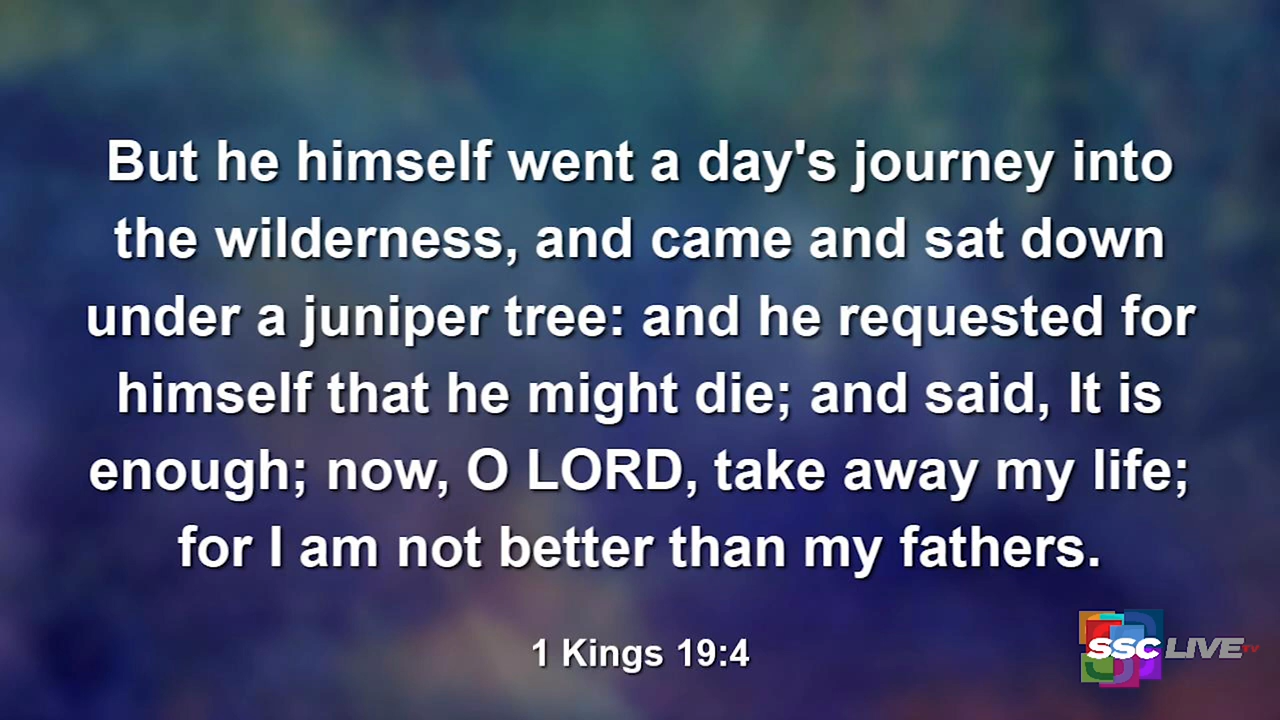 But he himself went a day's journey into
the wilderness, and came and sat down
under a juniper tree: and he requested for
himself that he might die; and said, It is
enough; now, O LORD, take away my life;
for I am not better than my fathers.
1 Kings 19:4
SSC LIVE TV